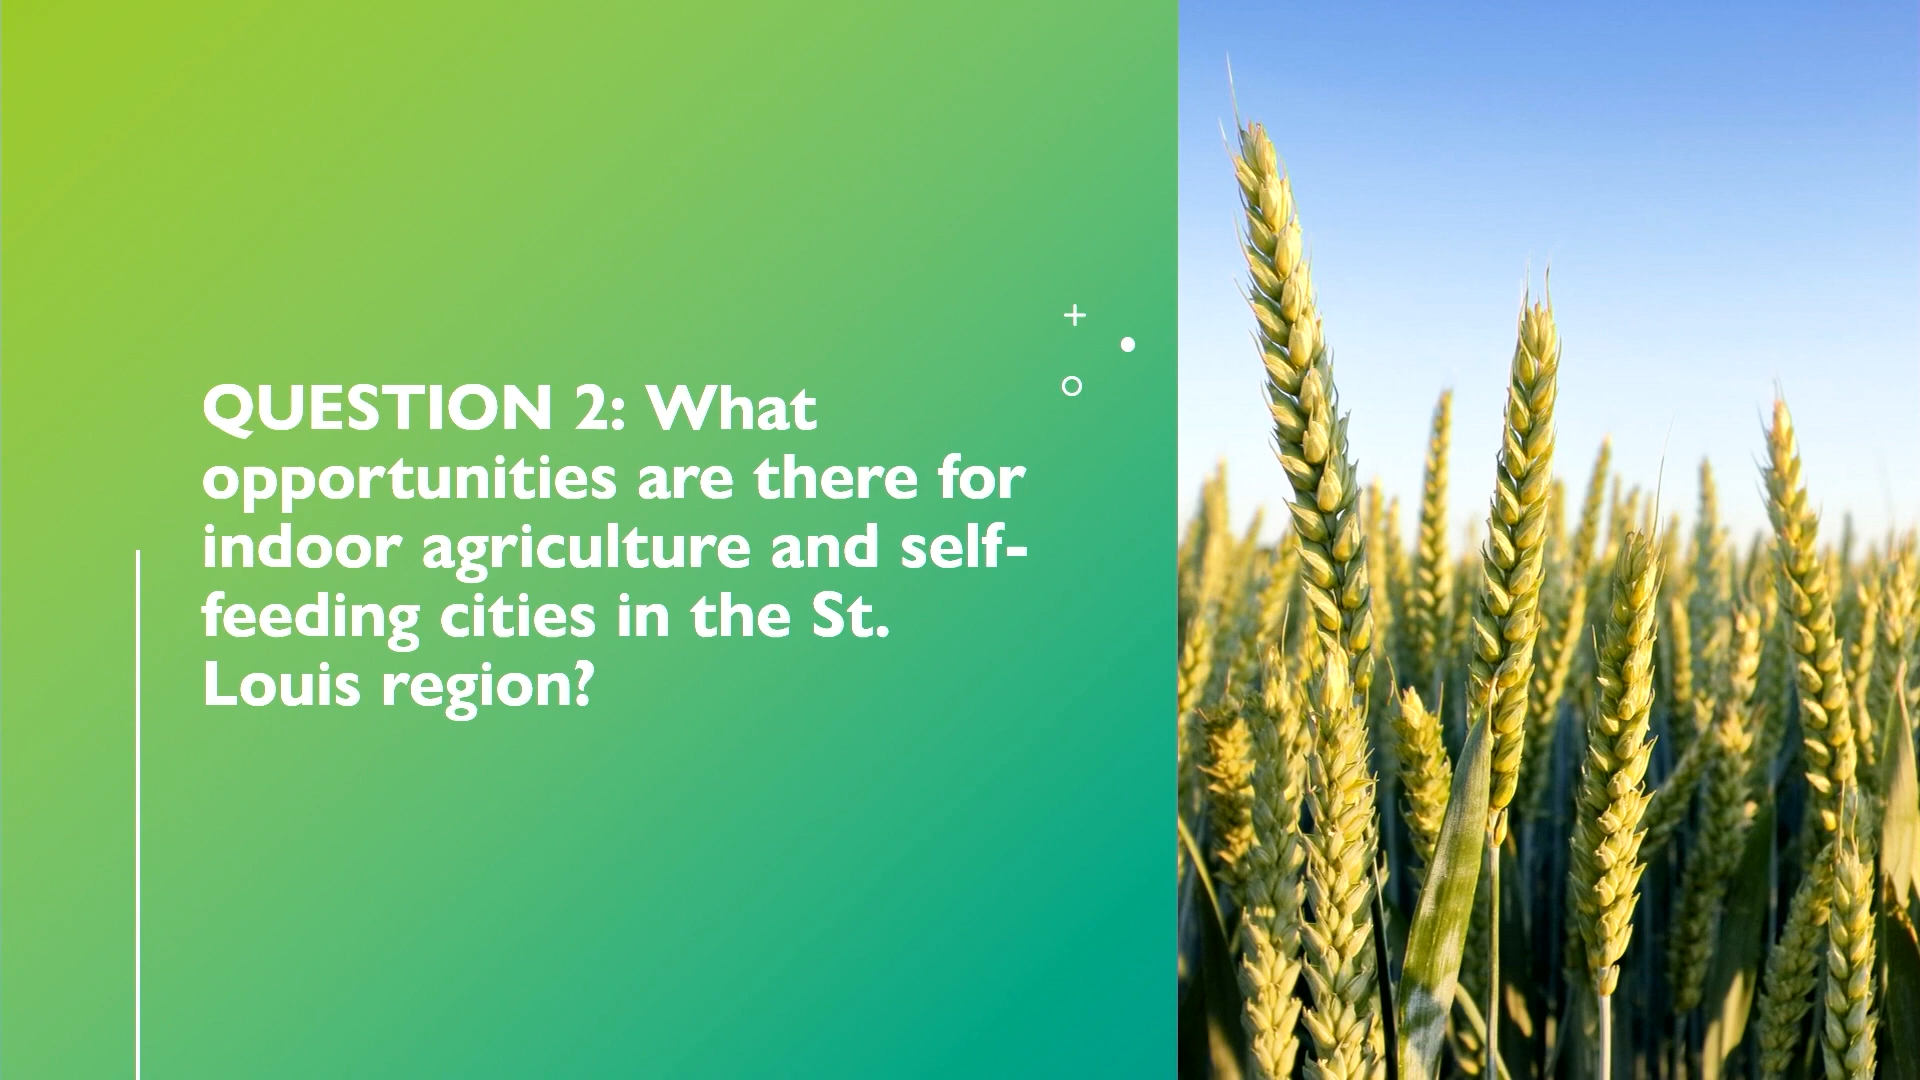 QUESTION 2: What
opportunities are there for
indoor agriculture and self-
feeding cities in the St.
Louis region?